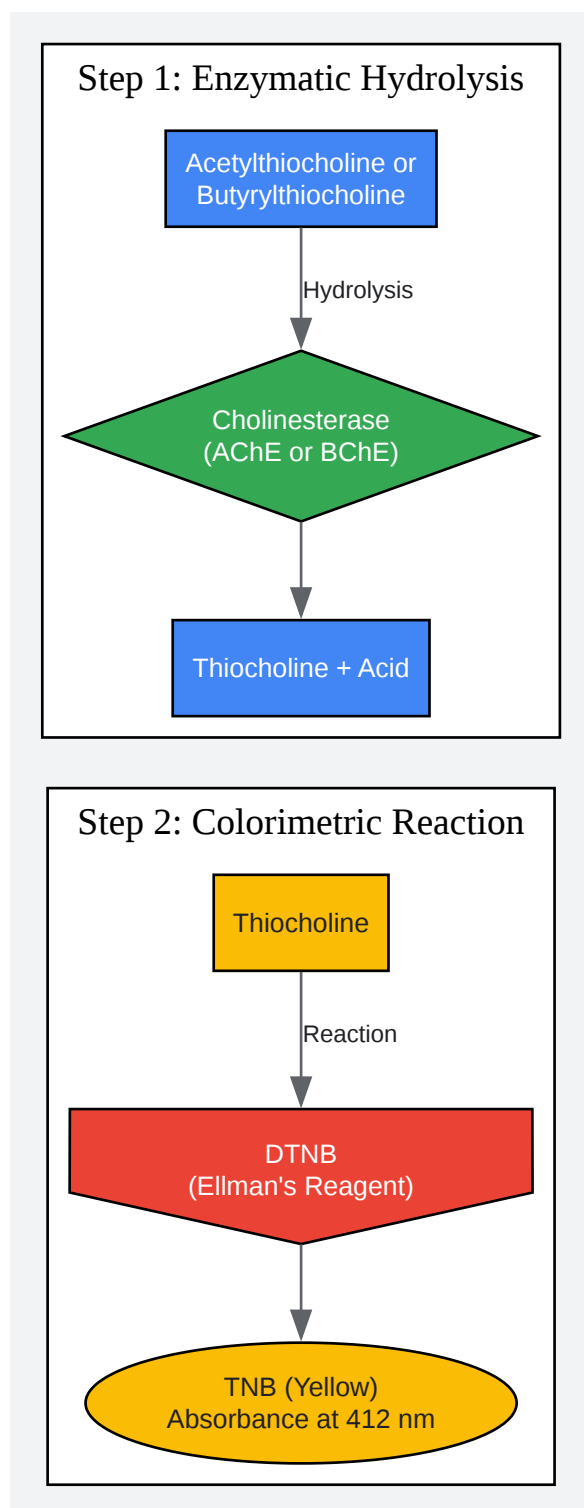 Step 1: Enzymatic Hydrolysis
Acetylthiocholine or
Butyrylthiocholine
Hydrolysis
Cholinesterase
(AChE or BChE)
Thiocholine + Acid
Step 2: Colorimetric Reaction
Thiocholine
Reaction
DTNB
(Ellman's Reagent)
TNB (Yellow)
Absorbance at 412 nm